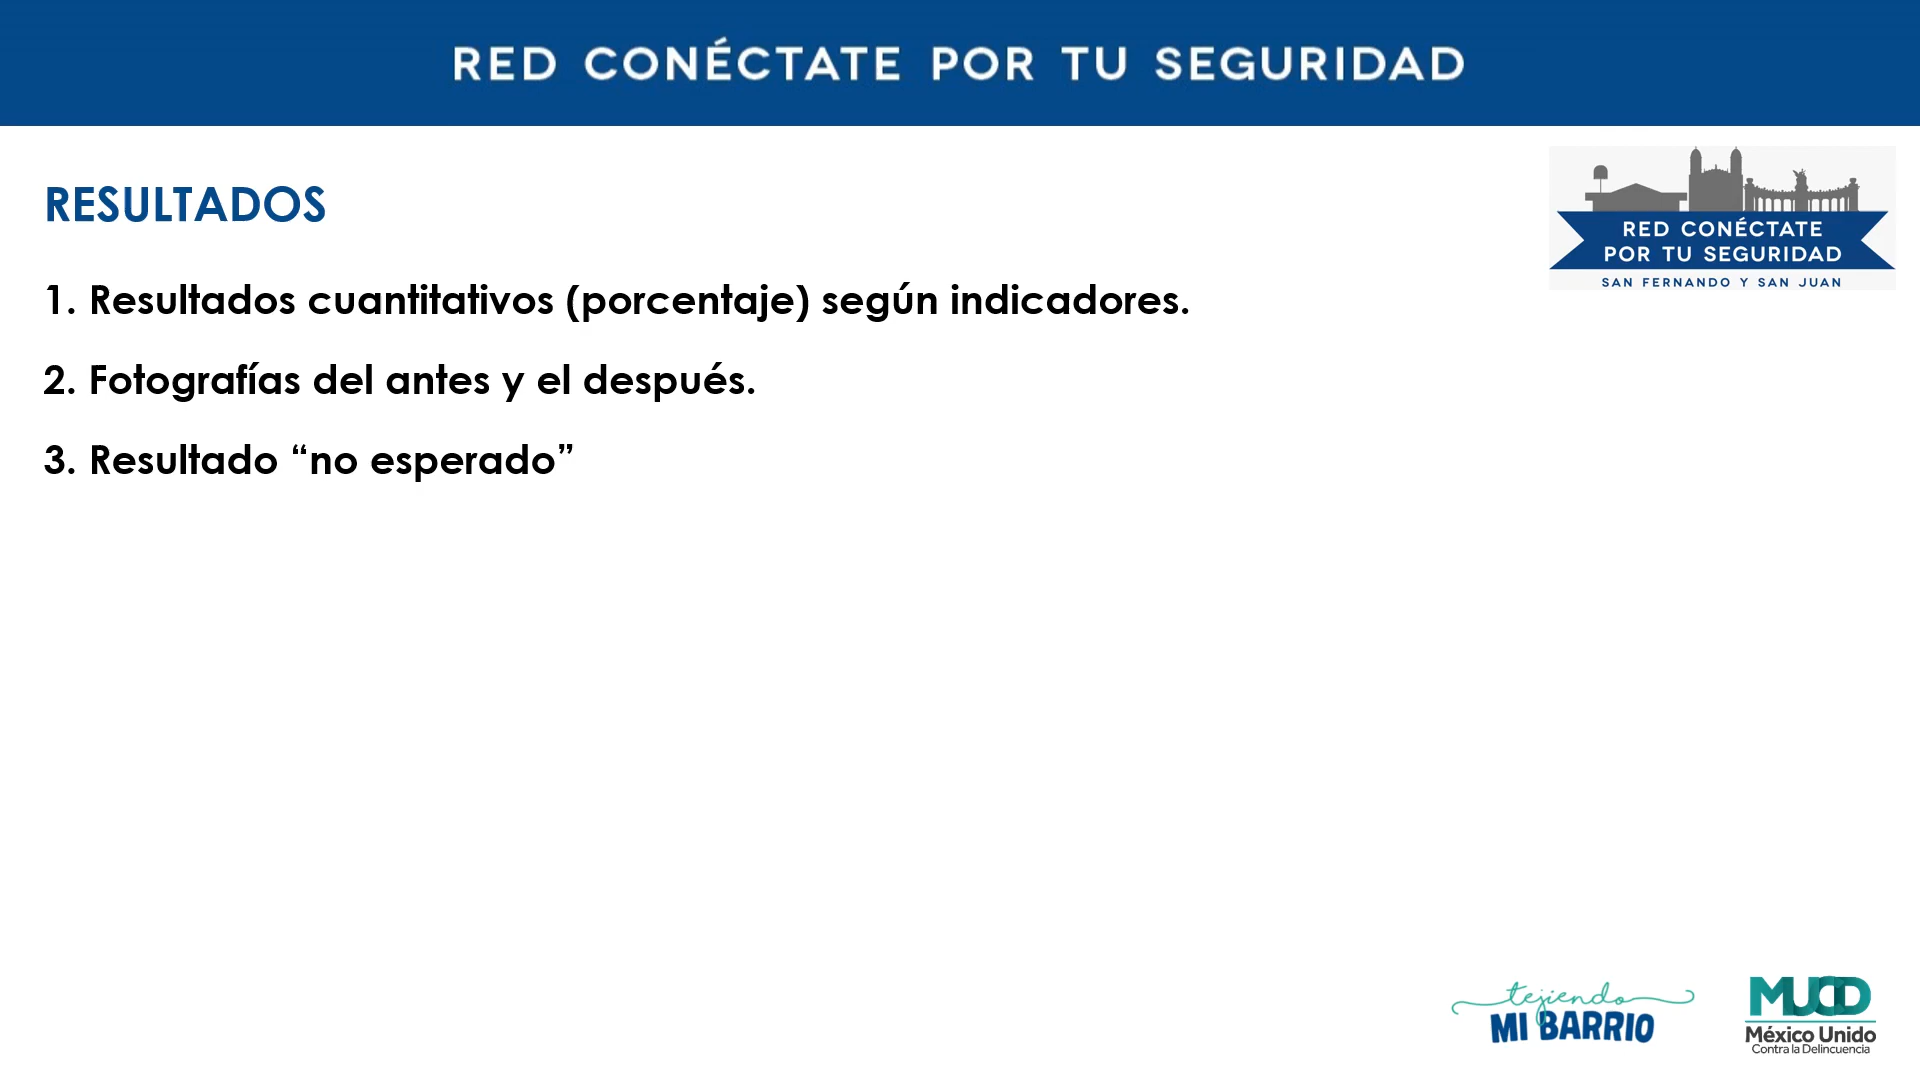 RED CONÉCTATE POR TU SEGURIDAD
RESULTADOS
RED CONÉCTATE
POR TU SEGURIDAD
SAN FERNANDO Y SAN JUAN
1. Resultados cuantitativos (porcentaje) según indicadores.
2. Fotografías del antes y el después.
3. Resultado “no esperado”
tejiendo
MI BARRIO
MUCD
México Unido
Contra la Delincuencia